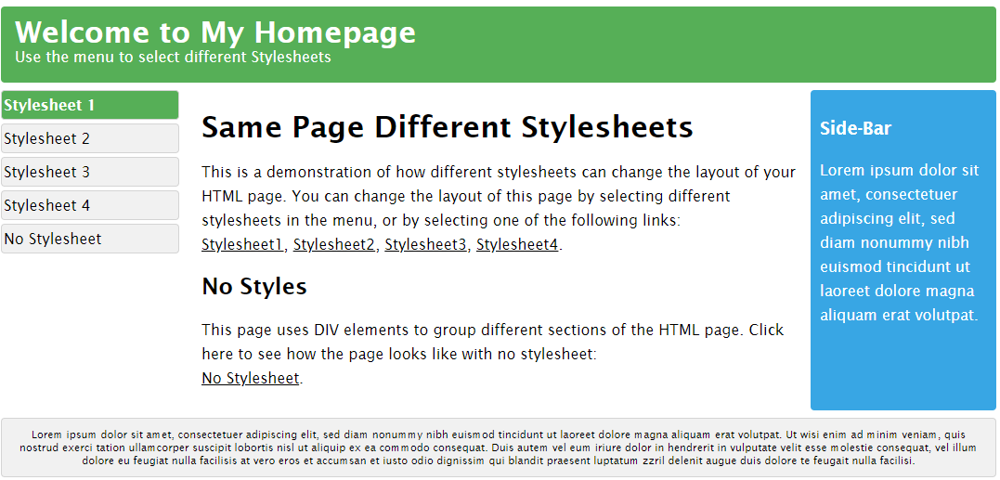 Welcome to My Homepage
Use the menu to select different Stylesheets
Stylesheet 1
Stylesheet 2
Stylesheet 3
Stylesheet 4
No Stylesheet
Same Page Different Stylesheets
This is a demonstration of how different stylesheets can change the layout of your
HTML page. You can change the layout of this page by selecting different
stylesheets in the menu, or by selecting one of the following links:
Stylesheet1, Stylesheet2, Stylesheet3, Stylesheet4.
No Styles
This page uses DIV elements to group different sections of the HTML page. Click
here to see how the page looks like with no stylesheet:
No Stylesheet.
Side-Bar
Lorem ipsum dolor sit
amet, consectetuer
adipiscing elit, sed
diam nonummy nibh
euismod tincidunt ut
laoreet dolore magna
aliquam erat volutpat.
Lorem ipsum dolor sit amet, consectetuer adipiscing elit, sed diam nonummy nibh euismod tincidunt ut laoreet dolore magna aliquam erat volutpat. Ut wisi enim ad minim veniam, quis
nostrud exerci tation ullamcorper suscipit lobortis nisl ut aliquip ex ea commodo consequat. Duis autem vel eum iriure dolor in hendrerit in vulputate velit esse molestie consequat, vel illum
dolore eu feugiat nulla facilisis at vero eros et accumsan et iusto odio dignissim qui blandit praesent luptatum zzril delenit augue duis dolore te feugait nulla facilisi.